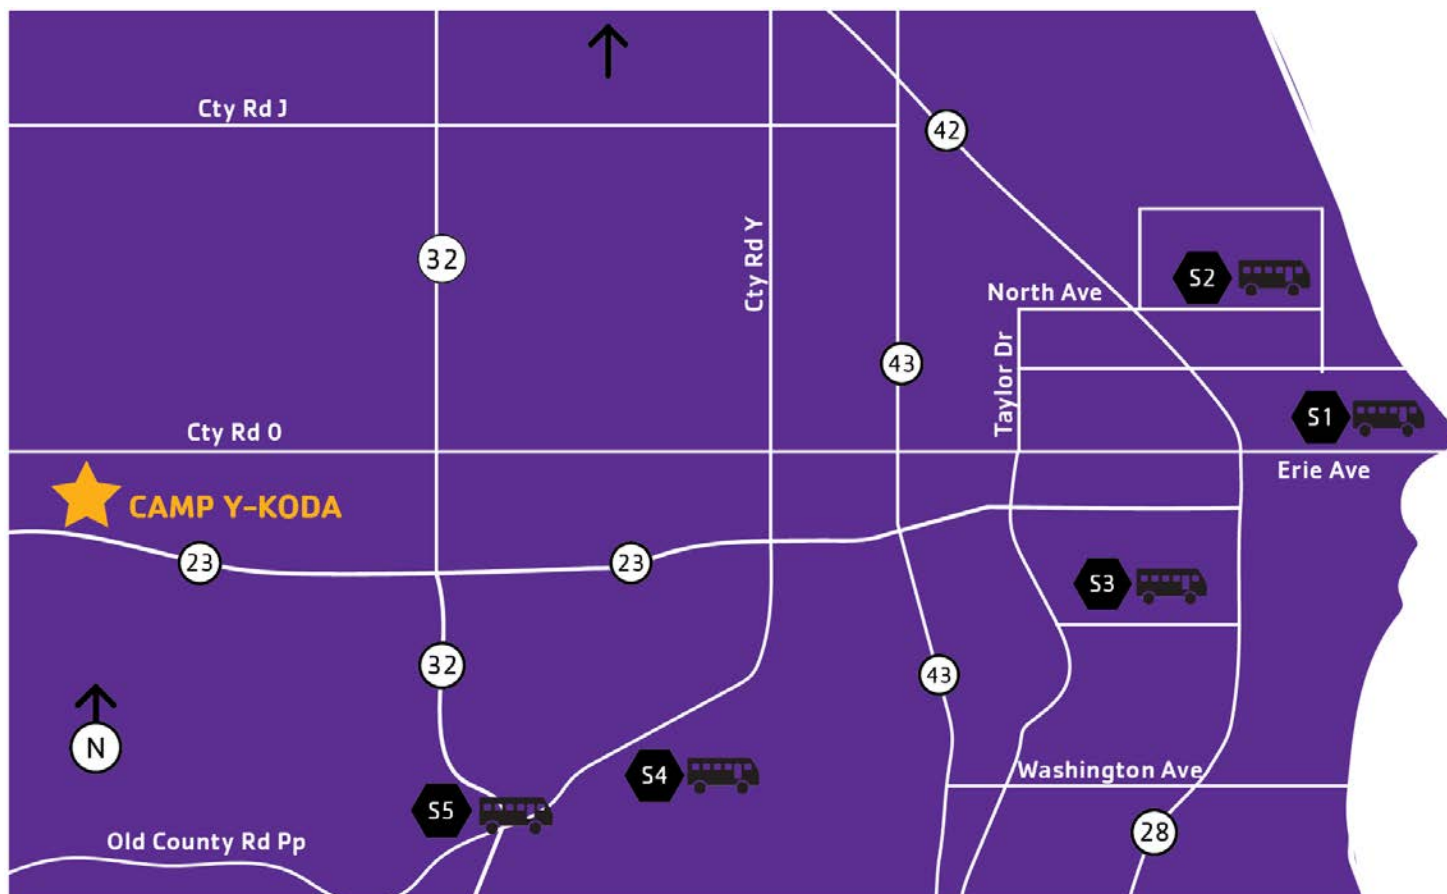 Cty Rd J
42
Cty Rd Y
32
S2
North Ave
Taylor Dr
43
S1
Cty Rd O
Erie Ave
CAMP Y-KODA
23
23
S3
32
43
N
S4
Washington Ave
S5
28
Old County Rd Pp